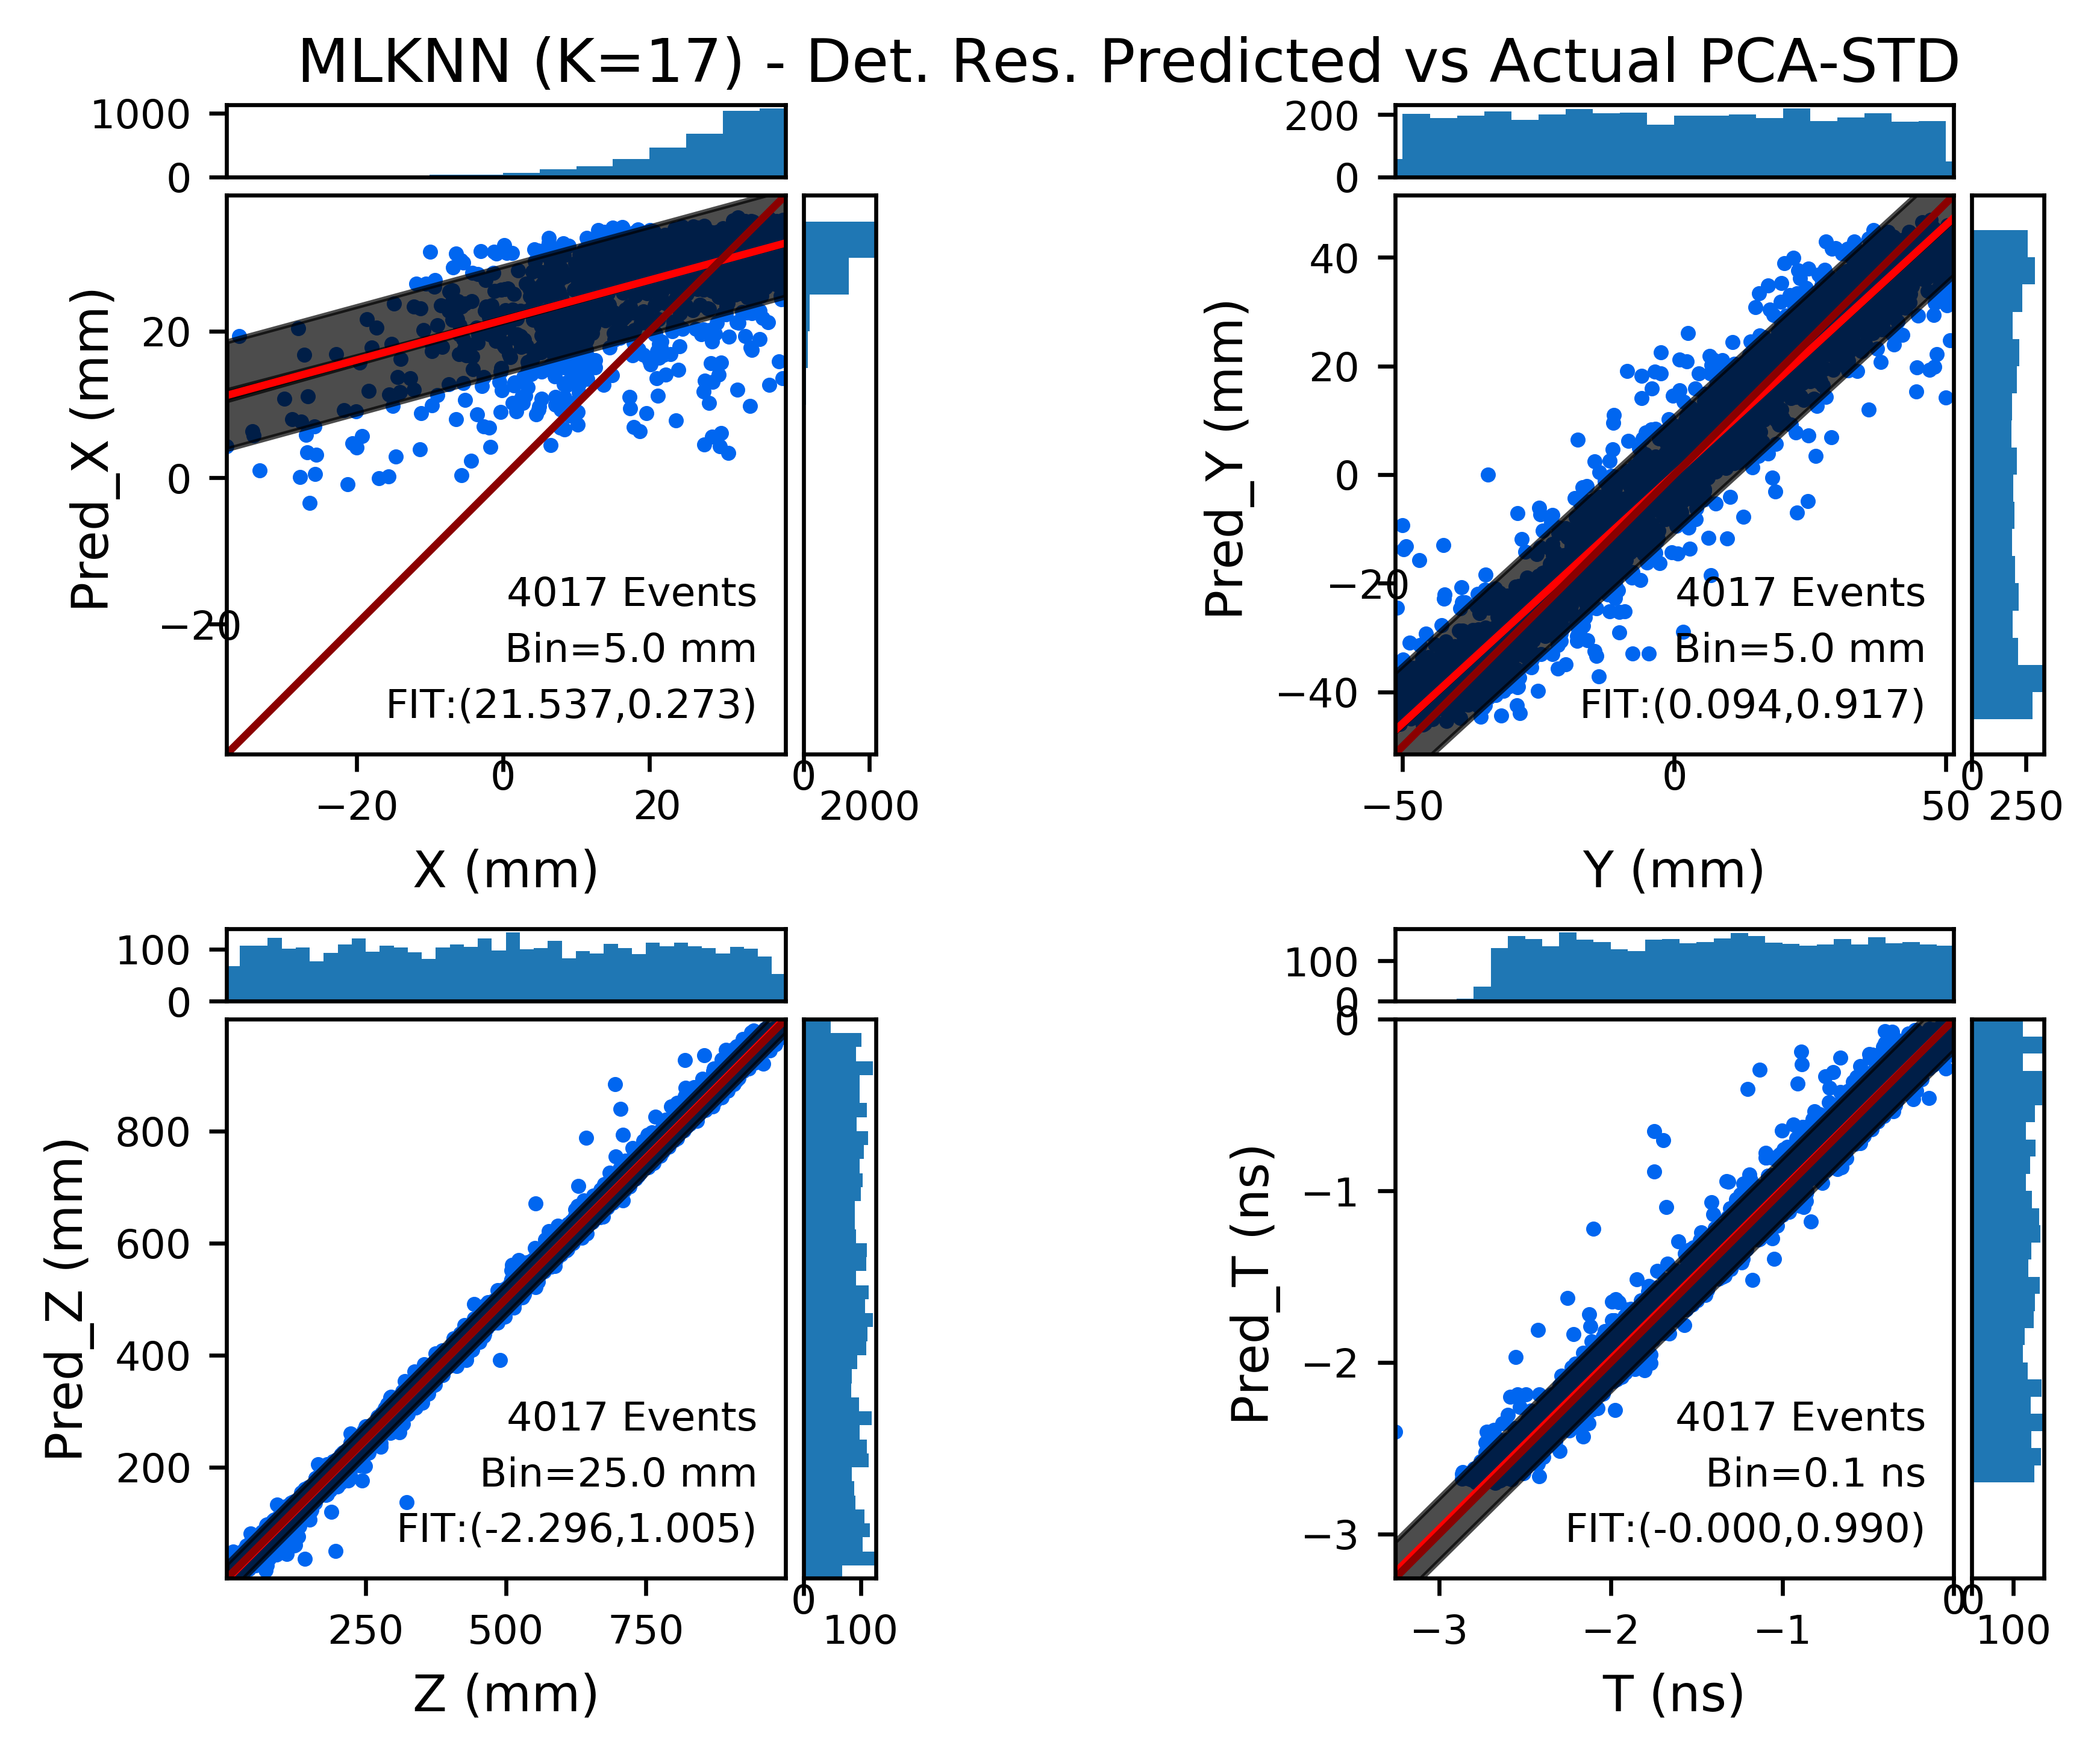 MLKNN (K=17) - Det. Res. Predicted vs Actual PCA-STD
1000
0
20
0
−20
Pred_X (mm)
4017 Events
Bin=5.0 mm
FIT:(21.537,0.273)
−20
0
20
0
2000
X (mm)
200
0
40
20
0
−20
−40
Pred_Y (mm)
4017 Events
Bin=5.0 mm
FIT:(0.094,0.917)
−50
0
50
0
250
Y (mm)
100
0
800
600
400
200
Pred_Z (mm)
4017 Events
Bin=25.0 mm
FIT:(-2.296,1.005)
250
500
750
0
100
Z (mm)
100
0
0
−1
−2
−3
Pred_T (ns)
4017 Events
Bin=0.1 ns
FIT:(-0.000,0.990)
−3
−2
−1
0
0
100
T (ns)